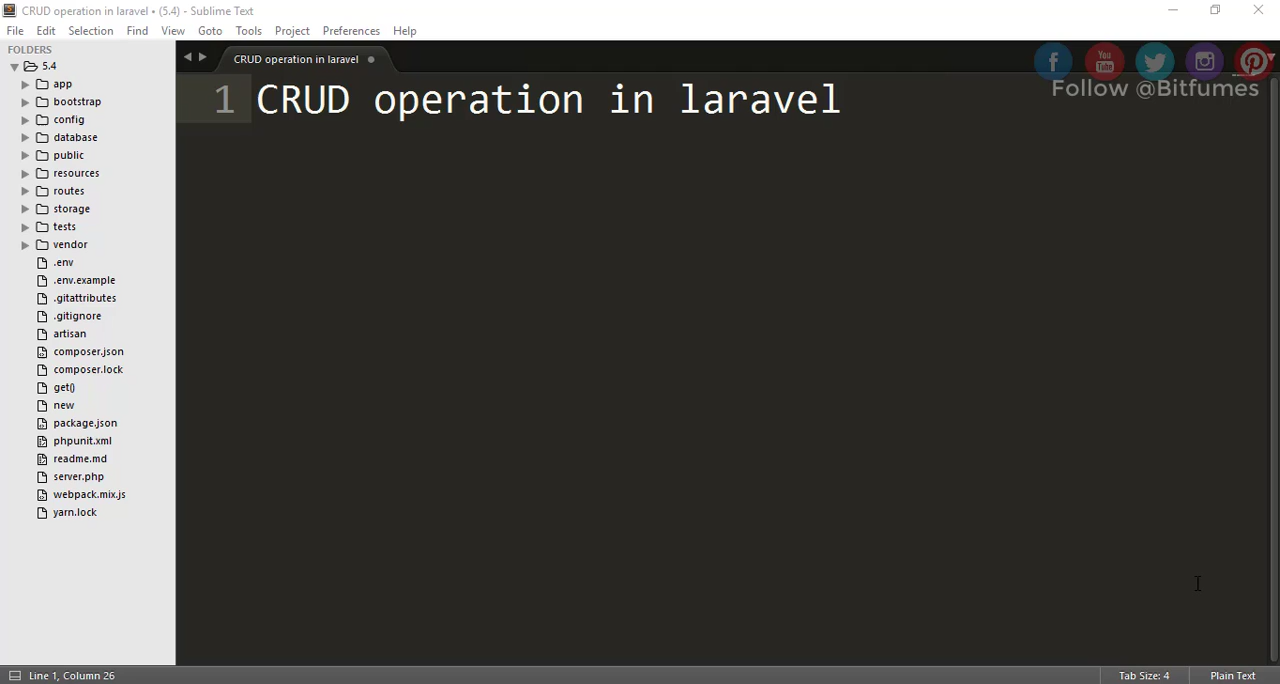 CRUD operation in laravel • (5.4) - Sublime Text
File Edit Selection Find View Goto Tools Project Preferences Help
FOLDERS
5.4
app
bootstrap
config
database
public
resources
routes
storage
tests
vendor
.env
.env.example
.gitattributes
.gitignore
artisan
composer.json
composer.lock
get()
new
package.json
phpunit.xml
readme.md
server.php
webpack.mix.js
yarn.lock
CRUD operation in laravel
1 CRUD operation in laravel
You Tube
Follow @Bitfumes
Line 1, Column 26
Tab Size: 4
Plain Text